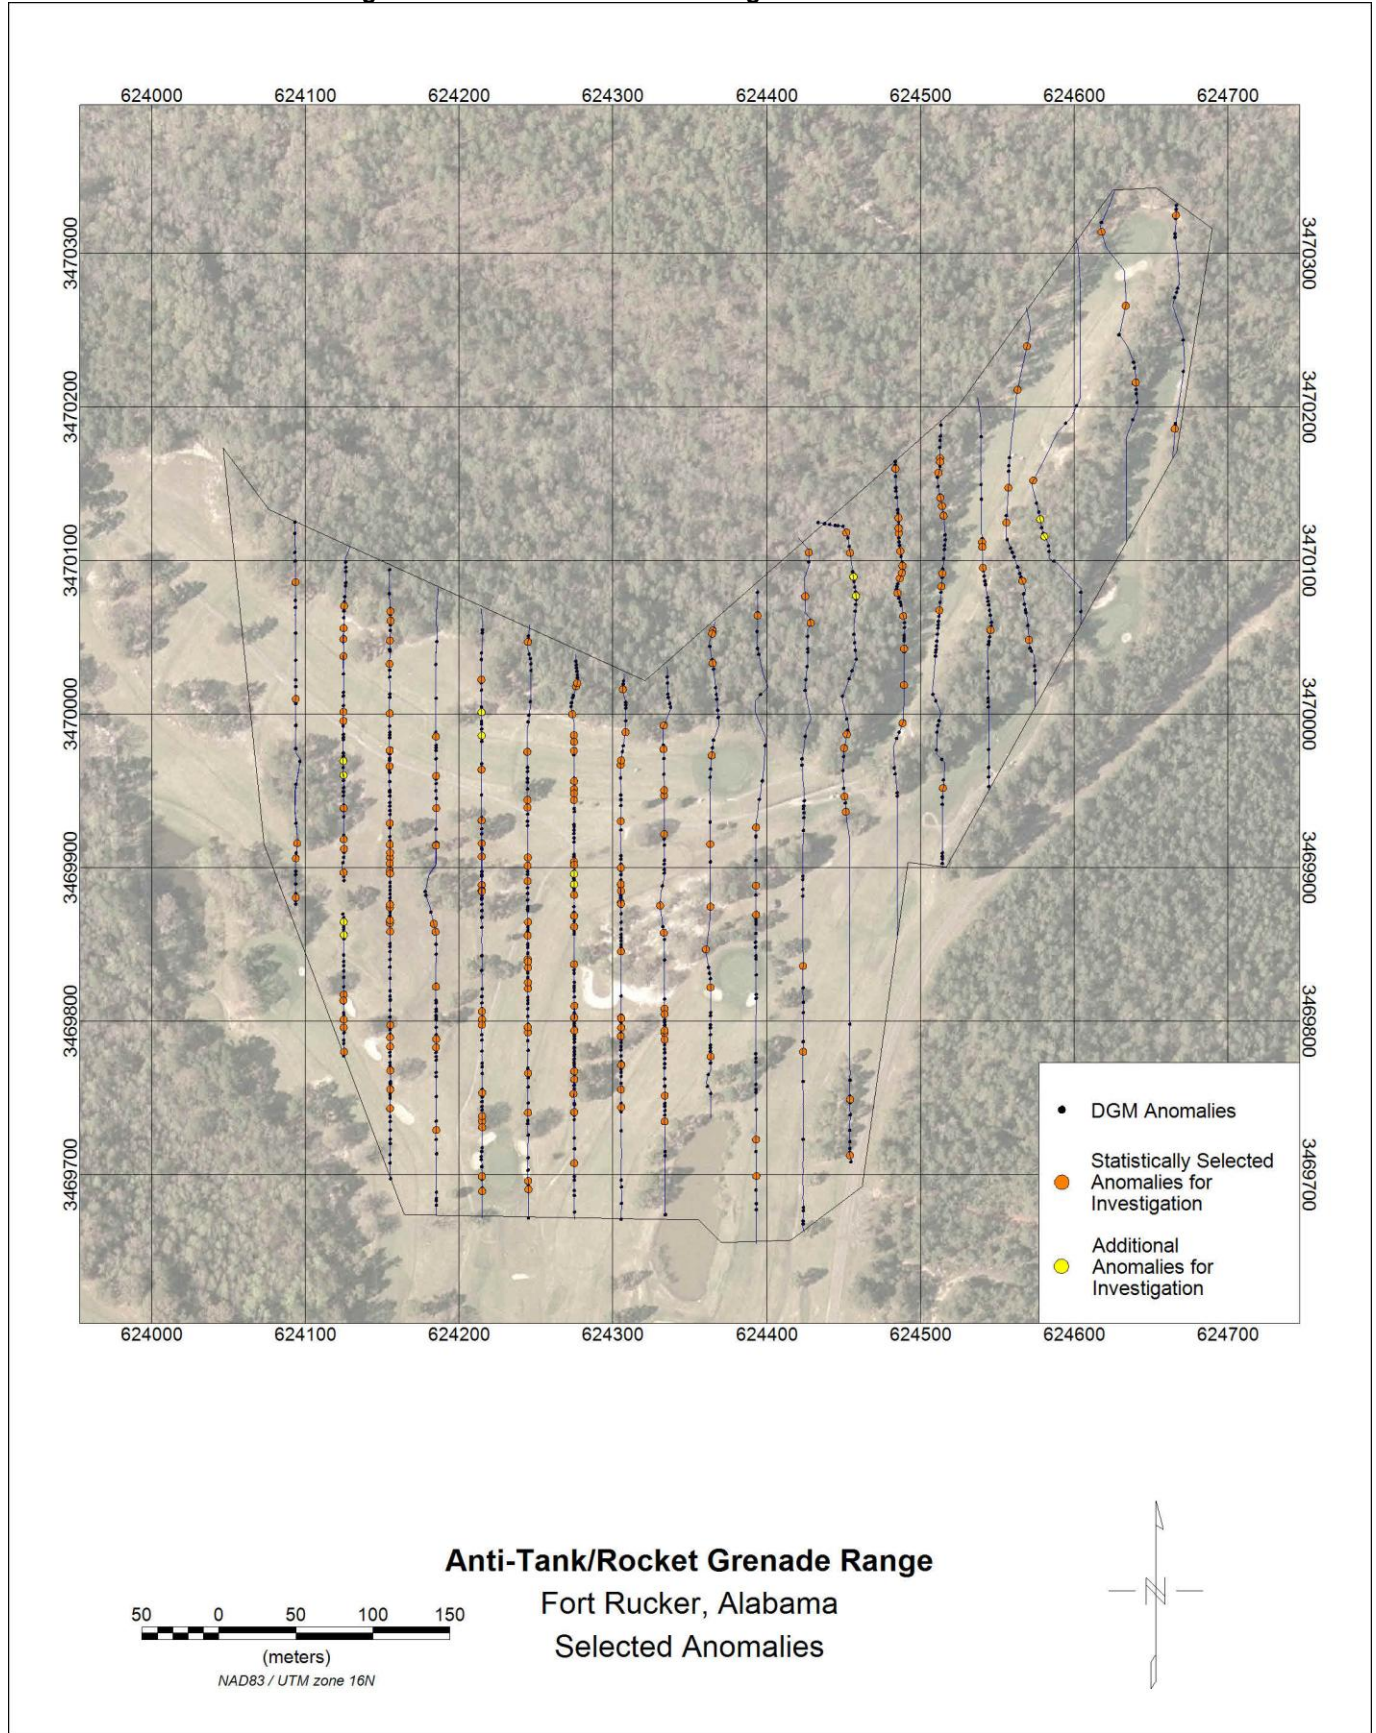 624000 624100 624200 624300 624400 624500 624600 624700
3470300
3470200
3470100
3470000
3469900
3469800
3469700
3470300
3470200
3470100
3470000
3469900
3469800
3469700
DGM Anomalies
Statistically Selected
Anomalies for
Investigation
Additional
Anomalies for
Investigation
624000 624100 624200 624300 624400 624500 624600 624700
Anti-Tank/Rocket Grenade Range
Fort Rucker, Alabama
Selected Anomalies
50 0 50 100 150
(meters)
NAD83 / UTM zone 16N
N